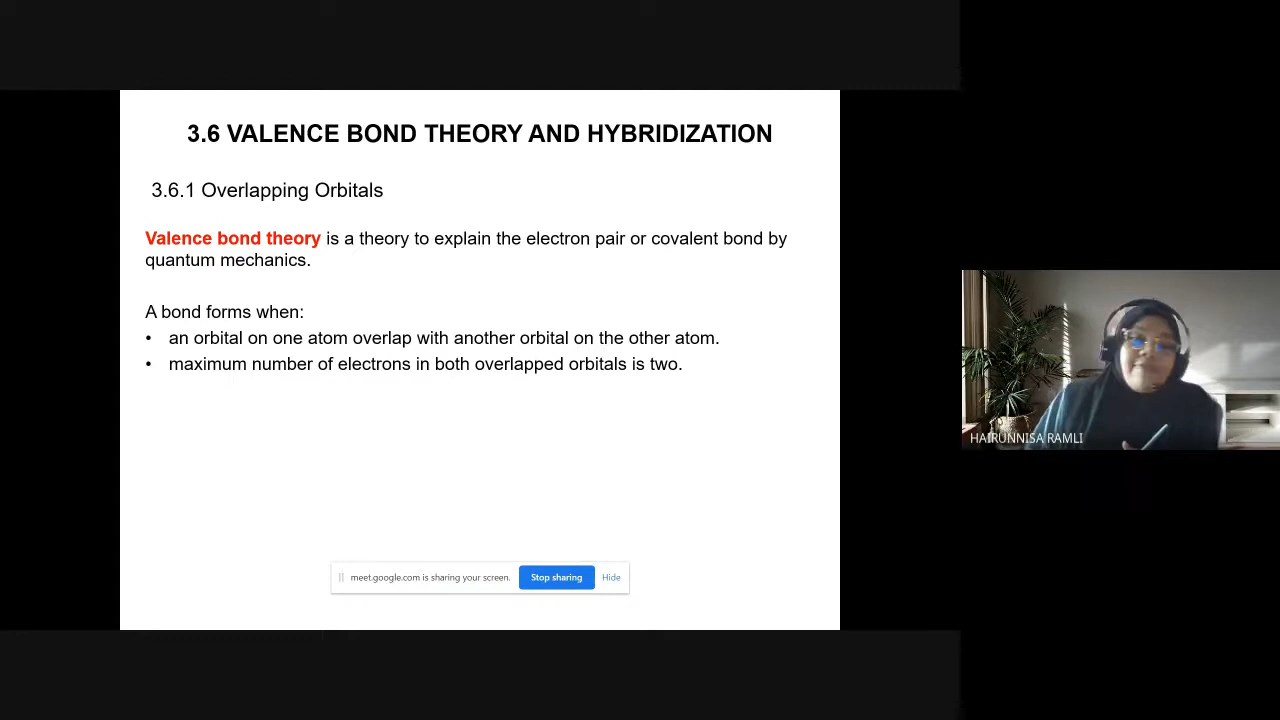 3.6 VALENCE BOND THEORY AND HYBRIDIZATION
3.6.1 Overlapping Orbitals
Valence bond theory is a theory to explain the electron pair or covalent bond by
quantum mechanics.
A bond forms when:
• an orbital on one atom overlap with another orbital on the other atom.
• maximum number of electrons in both overlapped orbitals is two.
HAIRUNNISA RAMLI
meet.google.com is sharing your screen. Stop sharing Hide